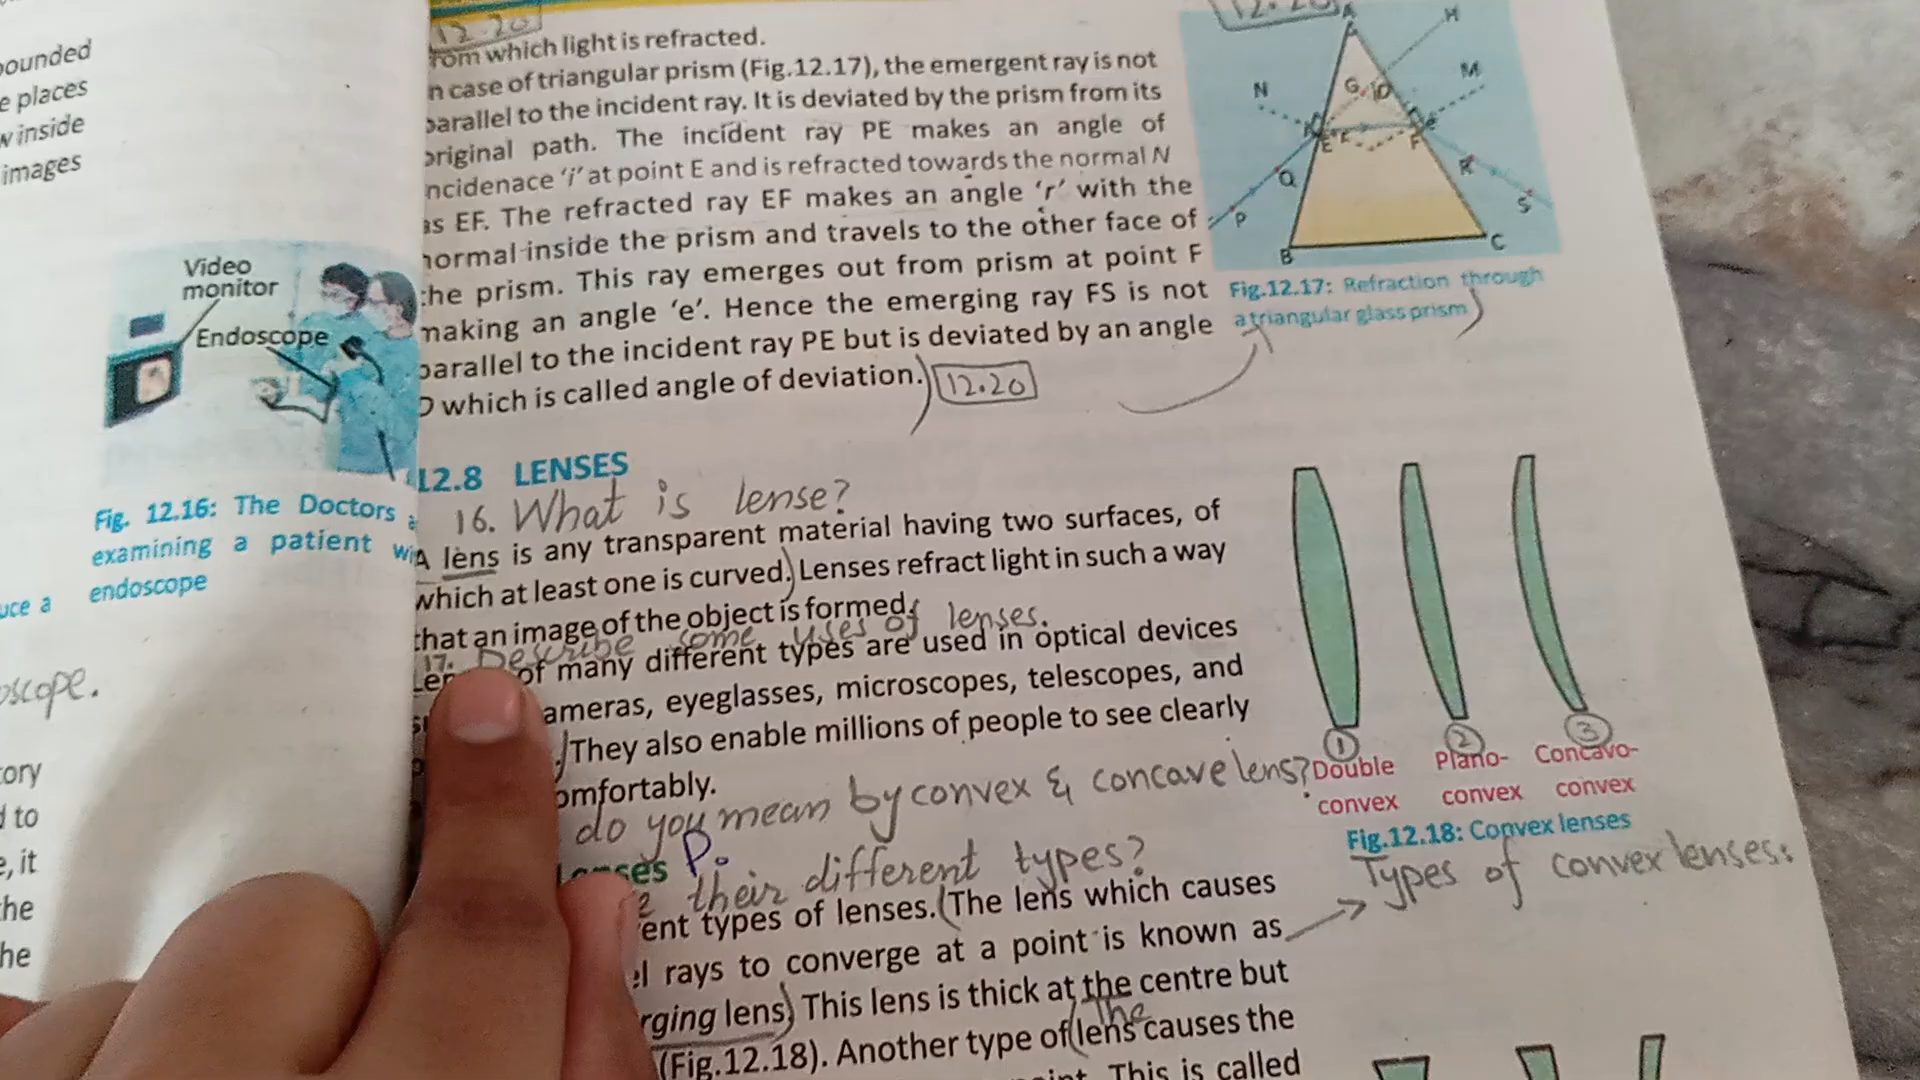 ounded
e places
w inside
images
Video
monitor
Endoscope
Fig. 12.16: The Doctors a
examining a patient wi
endoscope
uce a
oscope.
tory
d to
e, it
he
he
12.20
rom which light is refracted.
n case of triangular prism (Fig.12.17), the emergent ray is not
parallel to the incident ray. It is deviated by the prism from its
original path. The incident ray PE makes an angle of
ncidenace 'i' at point E and is refracted towards the normal N
as EF. The refracted ray EF makes an angle 'r' with the
normal inside the prism and travels to the other face of
the prism. This ray emerges out from prism at point F
making an angle 'e'. Hence the emerging ray FS is not
parallel to the incident ray PE but is deviated by an angle
D which is called angle of deviation.) 12.20
12.20
A
H
N
G
D
M
E
F
Q
R
P
S
B
C
Fig.12.17: Refraction through
a triangular glass prism)
12.8 LENSES
16. What is lense?
A lens is any transparent material having two surfaces, of
which at least one is curved.) Lenses refract light in such a way
that an image of the object is formed.
17. Describe some uses of lenses.
Len of many different types are used in optical devices
ameras, eyeglasses, microscopes, telescopes, and
.) They also enable millions of people to see clearly
omfortably.
do you mean by convex & concave lens?
Lenses P.
their different types?
ent types of lenses. (The lens which causes
el rays to converge at a point is known as
rging lens) This lens is thick at the centre but
The
(Fig.12.18). Another type of (lens causes the
int. This is called
1
2
3
Double
convex
Plano-
convex
Concavo-
convex
Fig.12.18: Convex lenses
Types of convex lenses: